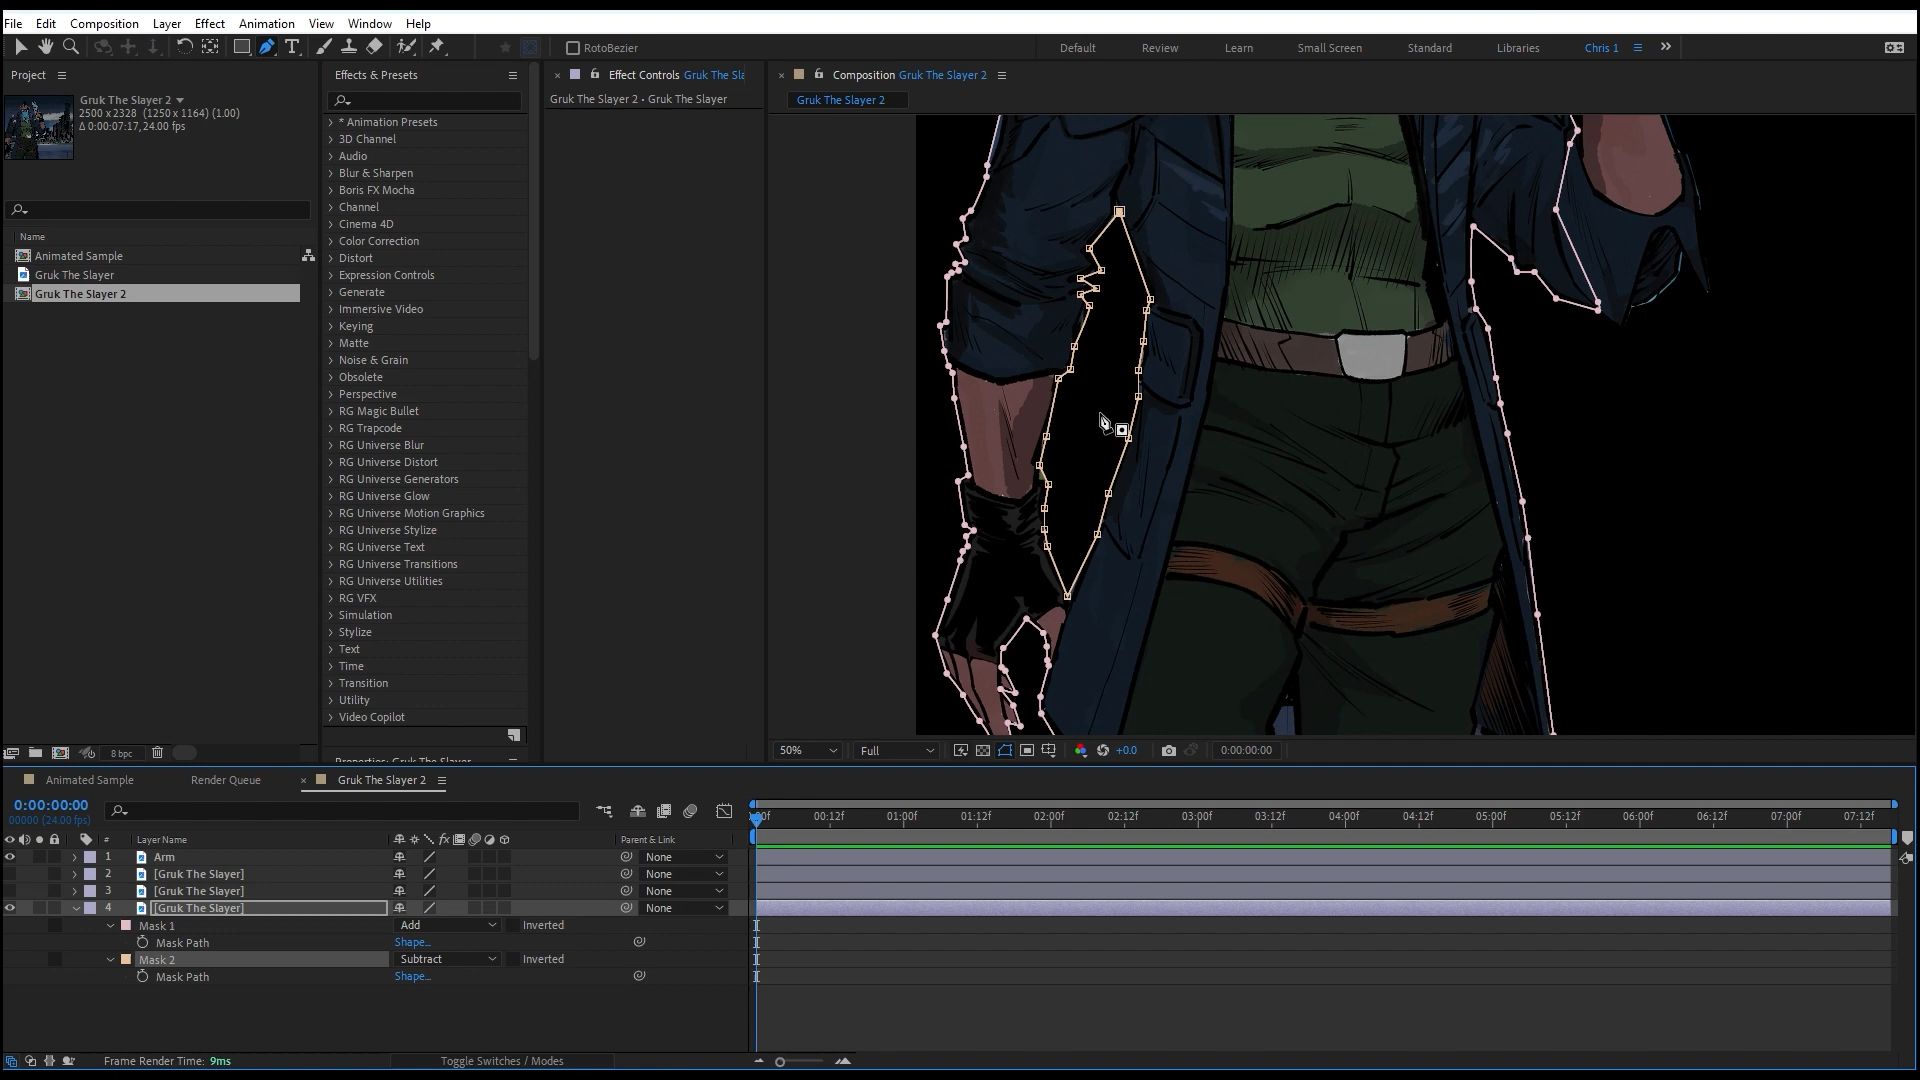 File Edit Composition Layer Effect Animation View Window Help
RotoBezier
Default Review Learn Small Screen Standard Libraries Chris 1
Project
Gruk The Slayer 2
2500 x 2328 (1250 x 1164) (1.00)
Δ 0:00:07:17, 24.00 fps
Name
Animated Sample
Gruk The Slayer
Gruk The Slayer 2
8 bpc
Effects & Presets
* Animation Presets
3D Channel
Audio
Blur & Sharpen
Boris FX Mocha
Channel
Cinema 4D
Color Correction
Distort
Expression Controls
Generate
Immersive Video
Keying
Matte
Noise & Grain
Obsolete
Perspective
RG Magic Bullet
RG Trapcode
RG Universe Blur
RG Universe Distort
RG Universe Generators
RG Universe Glow
RG Universe Motion Graphics
RG Universe Stylize
RG Universe Text
RG Universe Transitions
RG Universe Utilities
RG VFX
Simulation
Stylize
Text
Time
Transition
Utility
Video Copilot
Properties: Gruk The Slayer
Effect Controls Gruk The Sla
Gruk The Slayer 2 • Gruk The Slayer
Composition Gruk The Slayer 2
Gruk The Slayer 2
50% Full +0.0 0:00:00:00
Animated Sample Render Queue Gruk The Slayer 2
0:00:00:00
00000 (24.00 fps)
# Layer Name fx Parent & Link
00f 00:12f 01:00f 01:12f 02:00f 02:12f 03:00f 03:12f 04:00f 04:12f 05:00f 05:12f 06:00f 06:12f 07:00f 07:12f
1 Arm None
2 [Gruk The Slayer] None
3 [Gruk The Slayer] None
4 [Gruk The Slayer] None
Mask 1 Add Inverted
Mask Path Shape...
Mask 2 Subtract Inverted
Mask Path Shape...
Frame Render Time: 9ms Toggle Switches / Modes